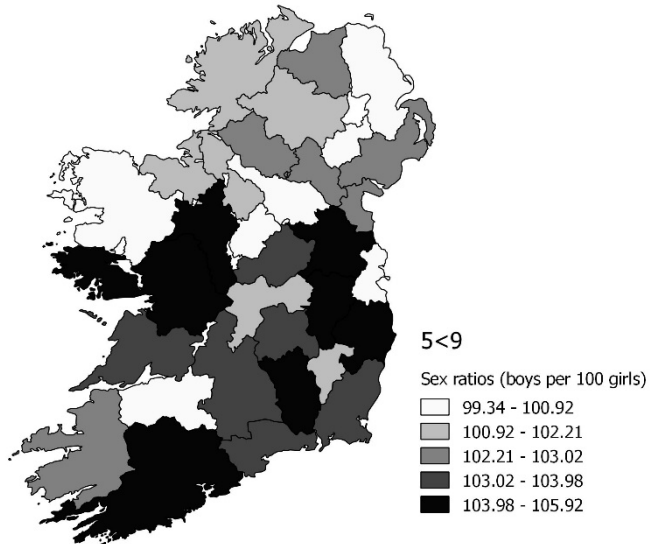 5<9
Sex ratios (boys per 100 girls)
99.34 - 100.92
100.92 - 102.21
102.21 - 103.02
103.02 - 103.98
103.98 - 105.92